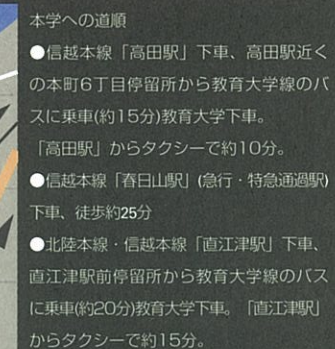 本学への道順
●信越本線「高田駅」下車、高田駅近く
の本町6丁目停留所から教育大学線のバ
スに乗車(約15分)教育大学下車。
「高田駅」からタクシーで約10分。
●信越本線「春日山駅」(急行・特急通過駅)
下車、徒歩約25分
●北陸本線・信越本線「直江津駅」下車、
直江津駅前停留所から教育大学線のバス
に乗車(約20分)教育大学下車。「直江津駅」
からタクシーで約15分。